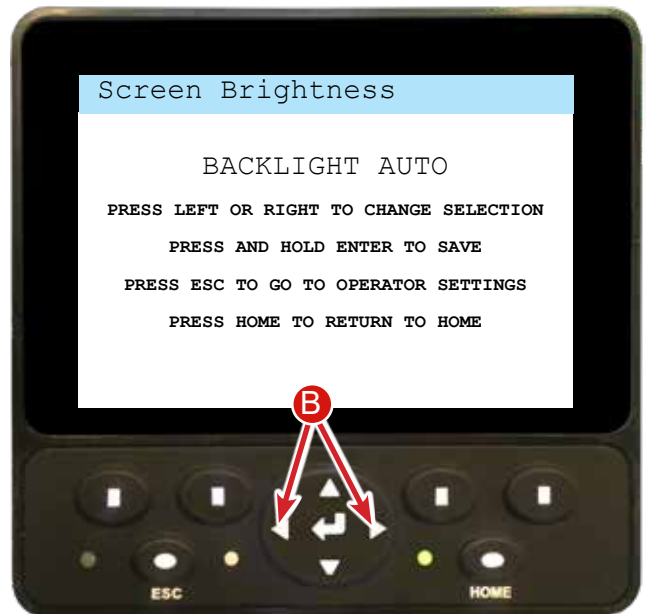 Screen Brightness
BACKLIGHT AUTO
PRESS LEFT OR RIGHT TO CHANGE SELECTION
PRESS AND HOLD ENTER TO SAVE
PRESS ESC TO GO TO OPERATOR SETTINGS
PRESS HOME TO RETURN TO HOME
B
ESC
HOME